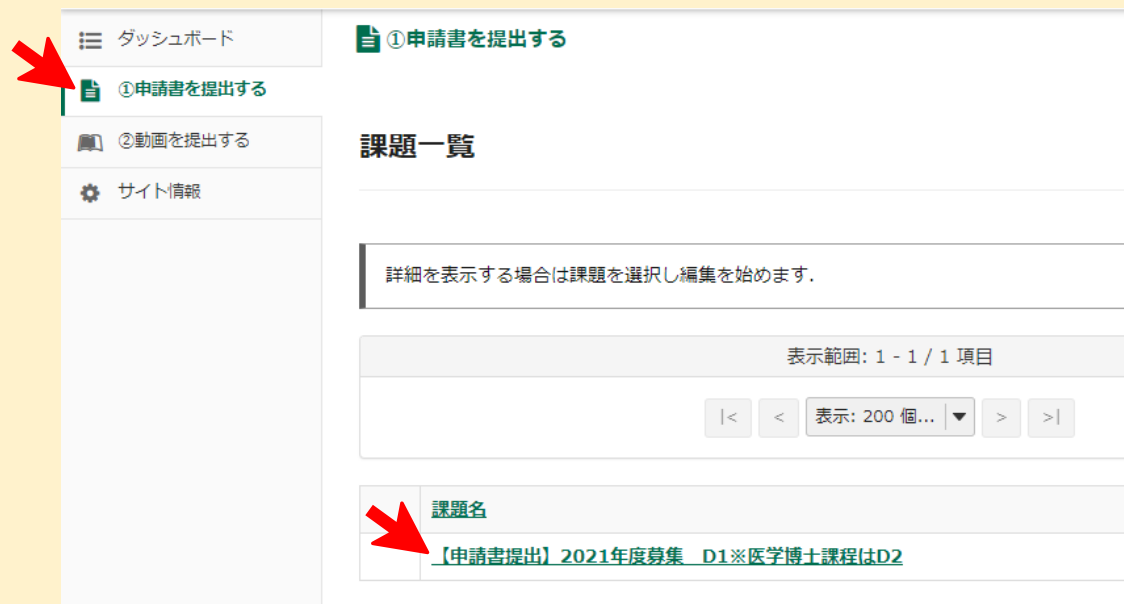 ダッシュボード
①申請書を提出する
②動画を提出する
サイト情報
①申請書を提出する
課題一覧
詳細を表示する場合は課題を選択し編集を始めます.
表示範囲: 1 - 1 / 1 項目
|< < 表示: 200 個... > >|
課題名
【申請書提出】2021年度募集　D1※医学博士課程はD2